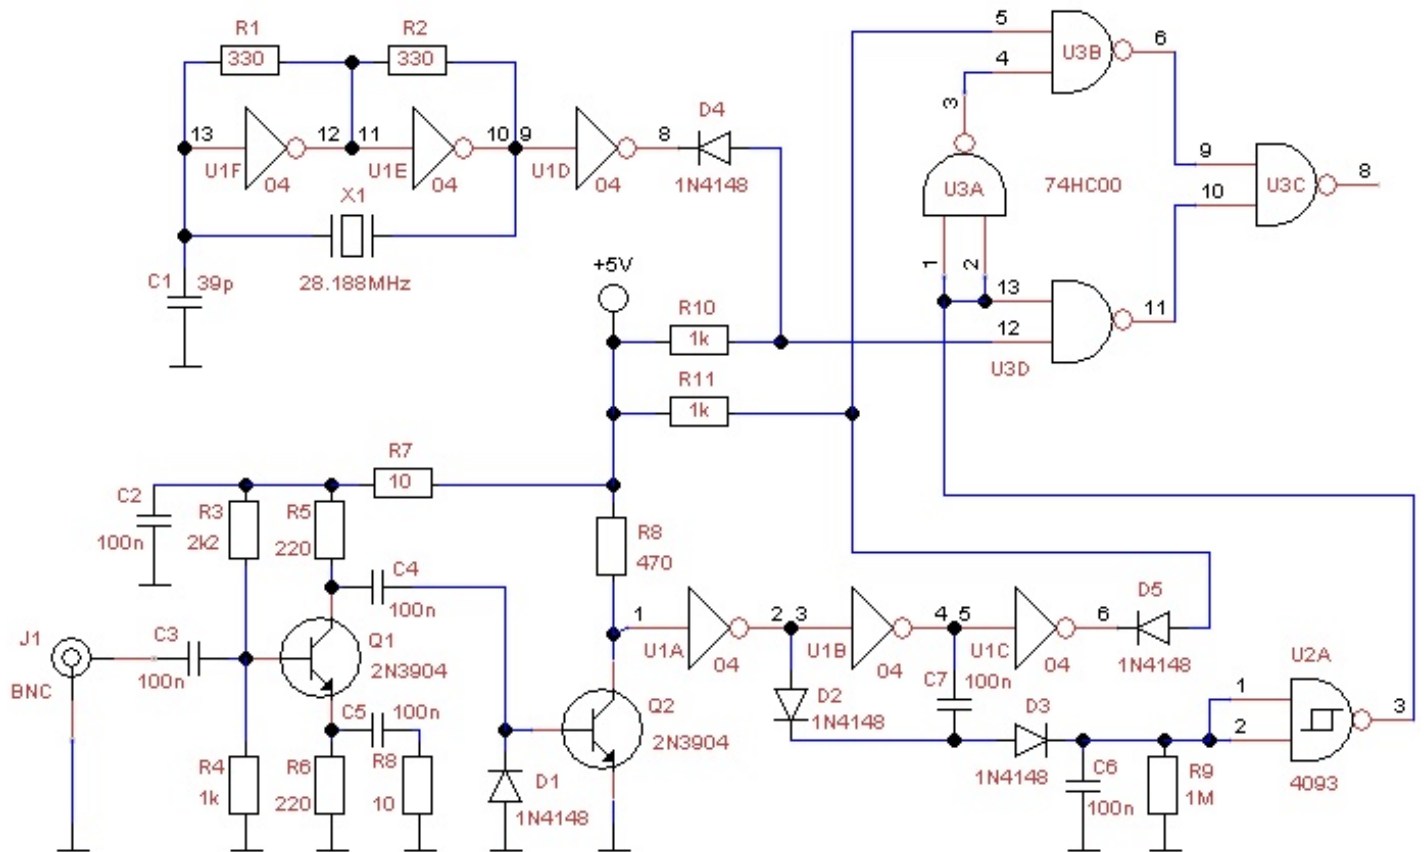 R1
R2
330
330
5
6
U3B
4
3
D4
13
12
11
10
9
8
U1F
04
U1E
04
U1D
04
1N4148
U3A
74HC00
9
10
U3C
8
X1
C1
39p
28.188MHz
1
2
13
12
11
U3D
+5V
R10
1k
R11
1k
R7
10
C2
100n
R3
2k2
R5
220
R8
470
C4
100n
J1
BNC
C3
100n
Q1
2N3904
1
U1A
04
2
3
U1B
04
4
5
U1C
04
6
D5
1N4148
C7
100n
U2A
1
2
3
4093
D2
1N4148
D3
1N4148
C5
100n
Q2
2N3904
R4
1k
R6
220
R8
10
D1
1N4148
C6
100n
R9
1M